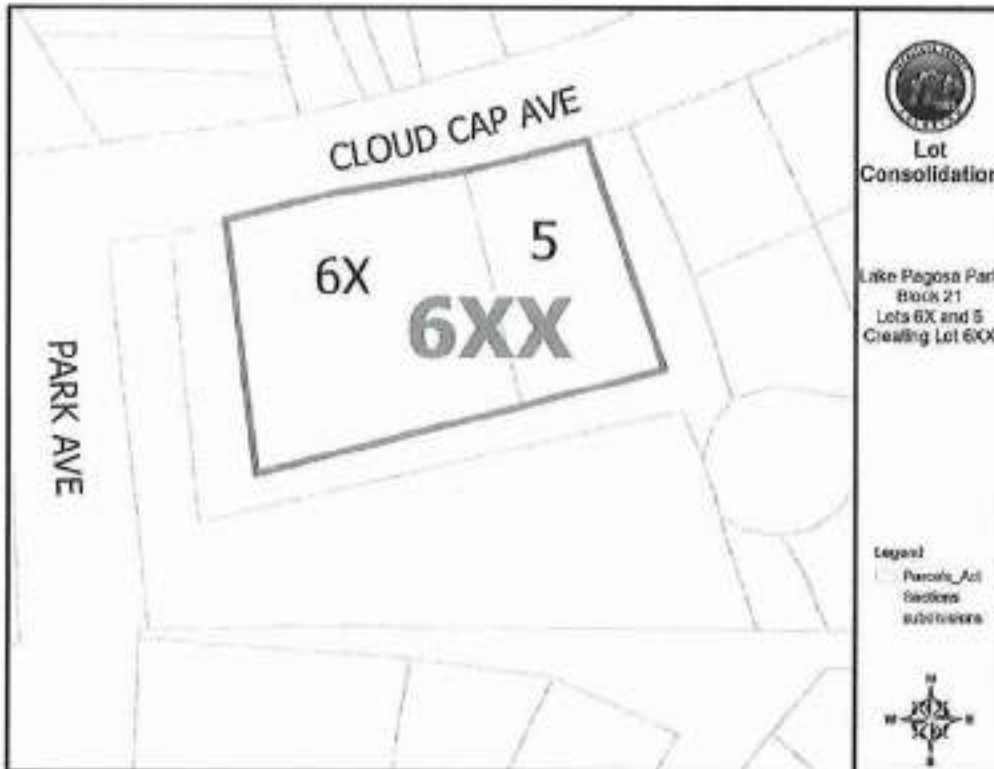 CLOUD CAP AVE
6X
5
6XX
PARK AVE
Lot
Consolidation
Lake Pagosa Park
Block 21
Lots 6X and 5
Creating Lot 6XX
Legend
Parcels_Act
Sections
subdivisions
N
W
E
S